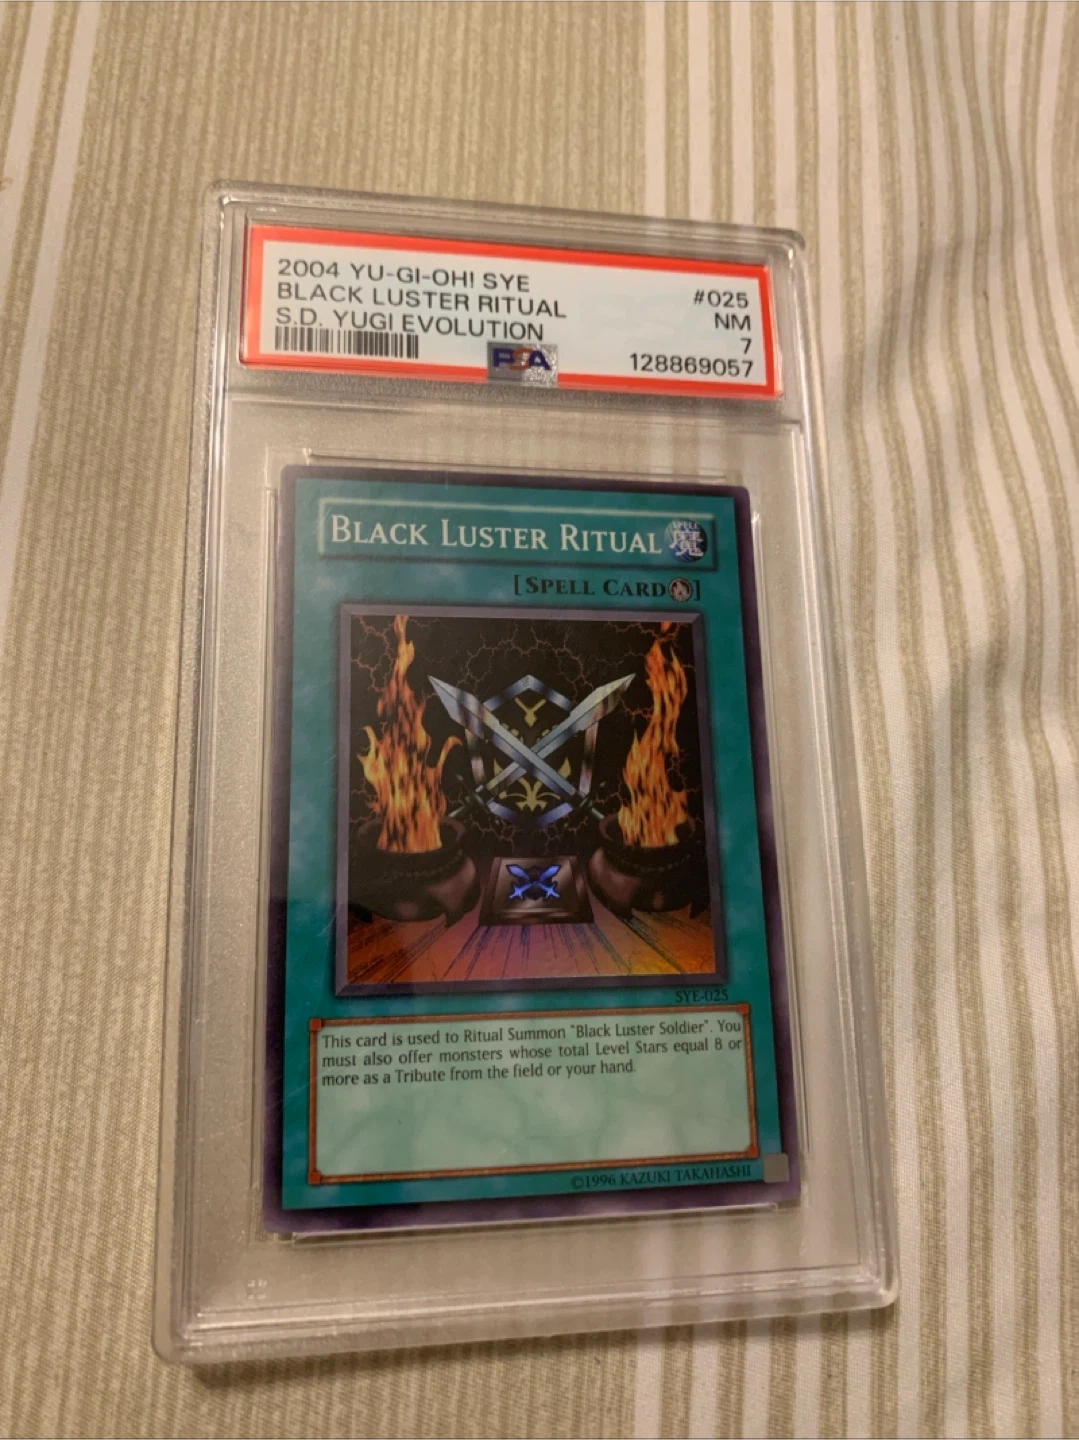 2004 YU-GI-OH! SYE
BLACK LUSTER RITUAL
S.D. YUGI EVOLUTION
#025
NM
7
128869057
PSA
BLACK LUSTER RITUAL
SPELL
魔
[SPELL CARD]
SYE-025
This card is used to Ritual Summon "Black Luster Soldier". You
must also offer monsters whose total Level Stars equal 8 or
more as a Tribute from the field or your hand.
©1996 KAZUKI TAKAHASHI